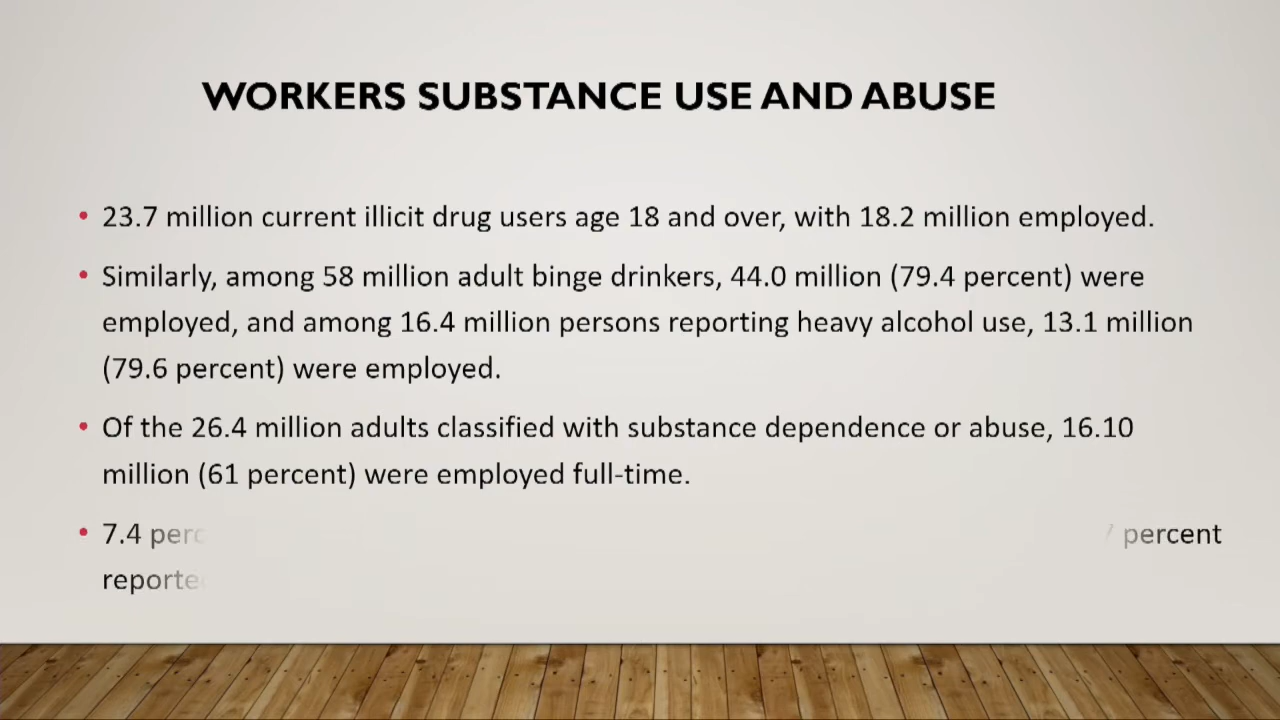 WORKERS SUBSTANCE USE AND ABUSE
• 23.7 million current illicit drug users age 18 and over, with 18.2 million employed.
• Similarly, among 58 million adult binge drinkers, 44.0 million (79.4 percent) were
employed, and among 16.4 million persons reporting heavy alcohol use, 13.1 million
(79.6 percent) were employed.
• Of the 26.4 million adults classified with substance dependence or abuse, 16.10
million (61 percent) were employed full-time.
• 7.4 perc percent
reporte